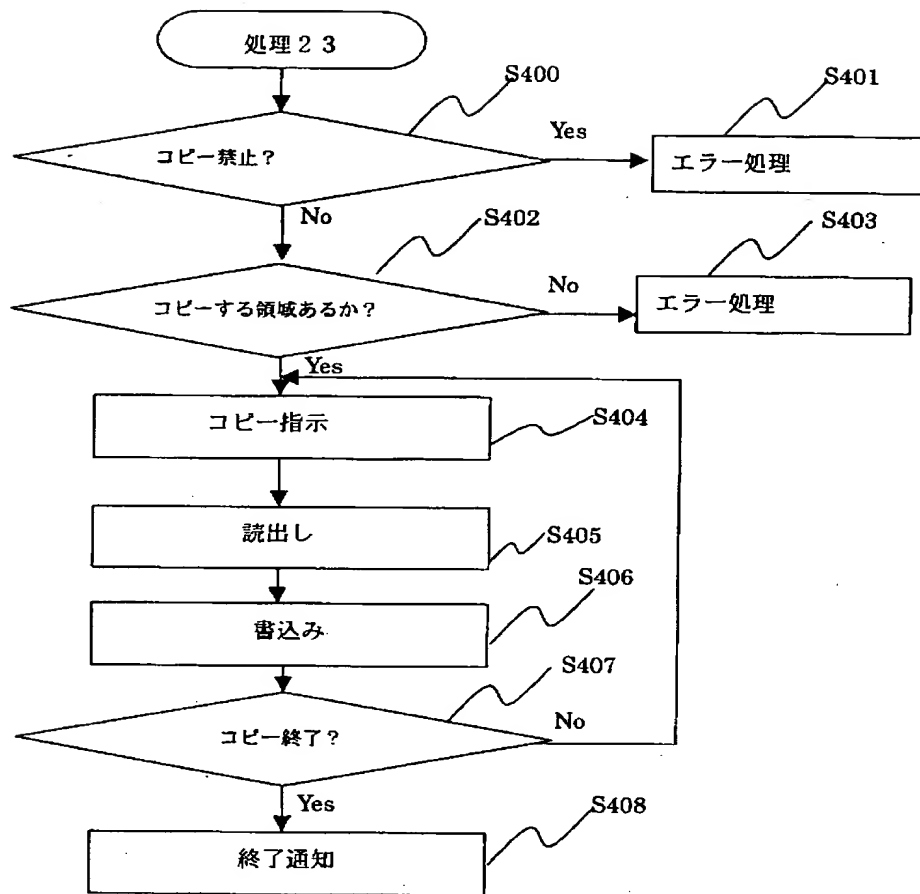 処理２３
S400
S401
コピー禁止？
Yes
エラー処理
No
S402
S403
コピーする領域あるか？
No
エラー処理
Yes
コピー指示
S404
読出し
S405
S406
書込み
S407
コピー終了？
No
Yes
S408
終了通知